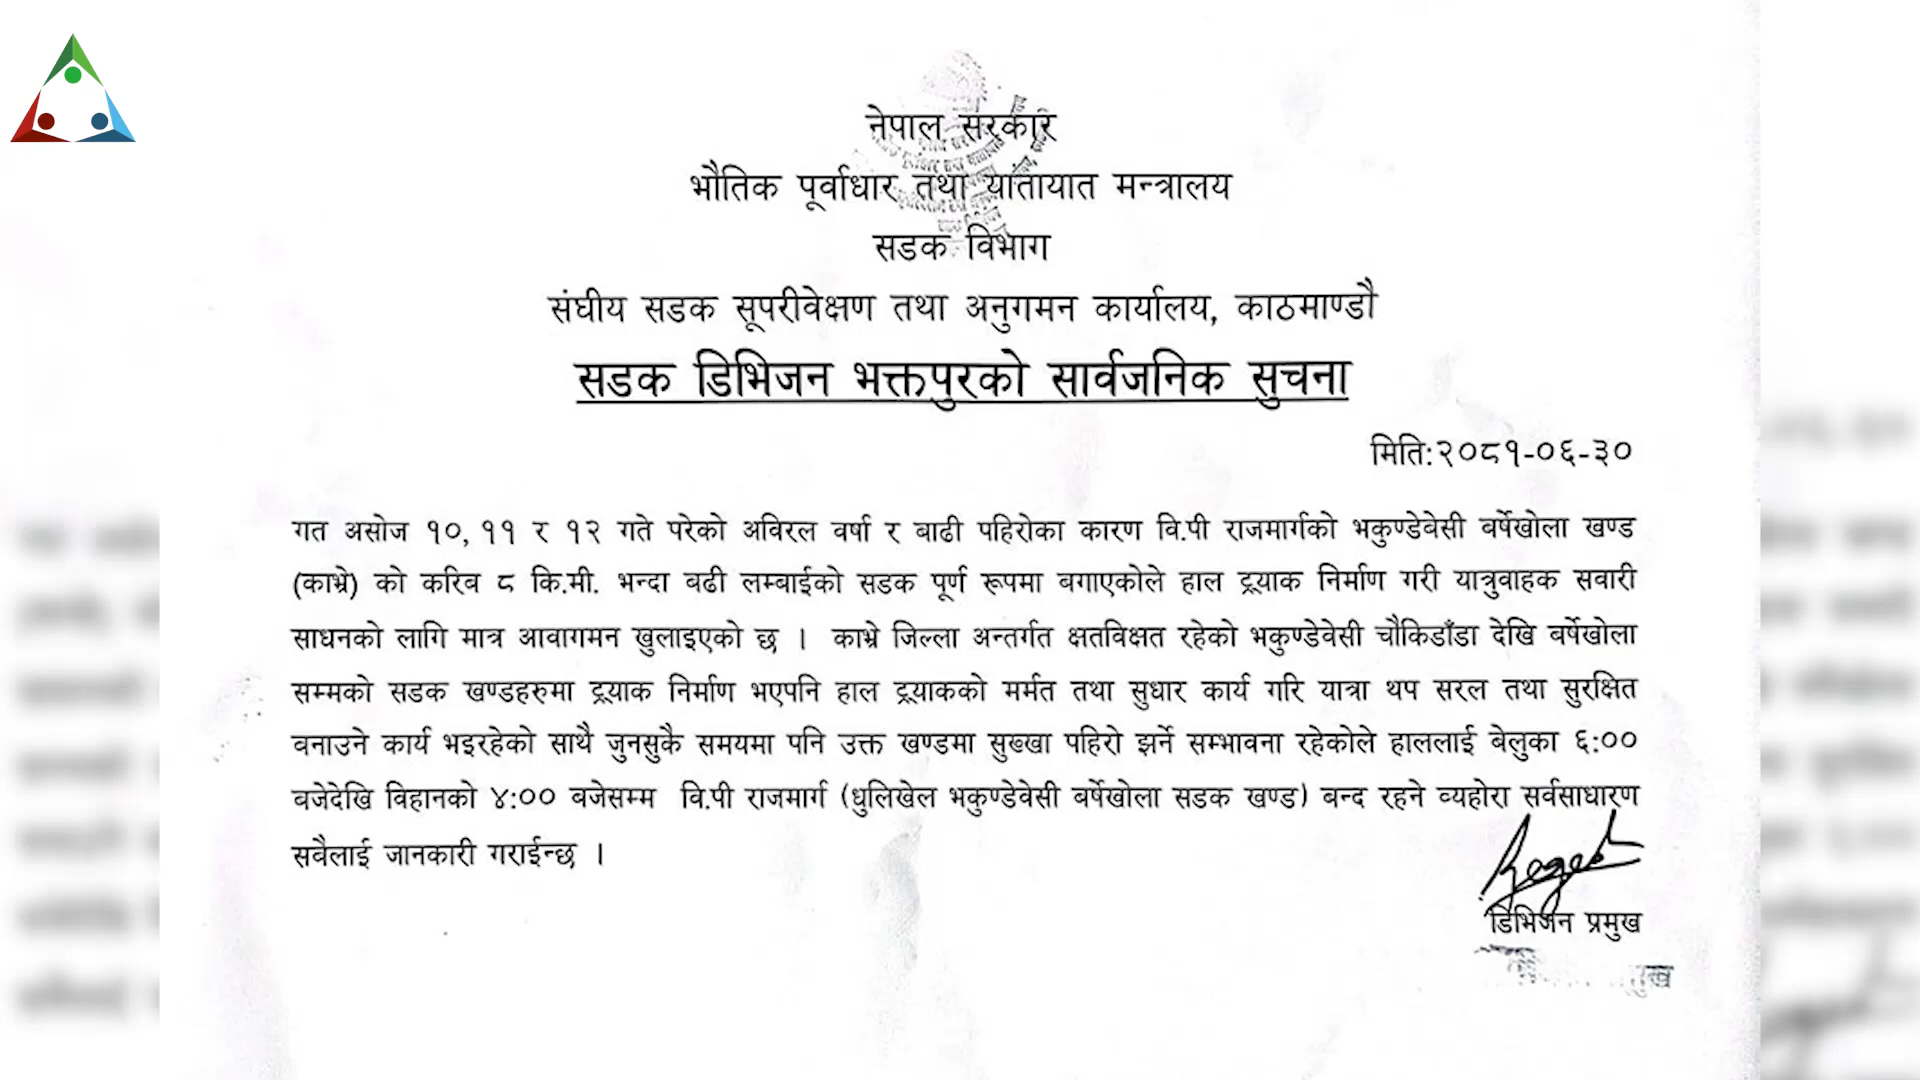 नेपाल सरकार
भौतिक पूर्वाधार तथा यातायात मन्त्रालय
सडक विभाग
संघीय सडक सूपरीवेक्षण तथा अनुगमन कार्यालय, काठमाण्डौ
सडक डिभिजन भक्तपुरको सार्वजनिक सुचना
मिति:२०८१-०६-३०
गत असोज १०, ११ र १२ गते परेको अविरल वर्षा र बाढी पहिरोका कारण वि.पी राजमार्गको भकुण्डेवेसी बर्षेखोला खण्ड
(काभ्रे) को करिब ८ कि.मी. भन्दा बढी लम्बाईको सडक पूर्ण रूपमा बगाएकोले हाल ट्र्याक निर्माण गरी यात्रुवाहक सवारी
साधनको लागि मात्र आवागमन खुलाइएको छ । काभ्रे जिल्ला अन्तर्गत क्षतविक्षत रहेको भकुण्डेवेसी चौकिडाँडा देखि बर्षेखोला
सम्मको सडक खण्डहरुमा ट्र्याक निर्माण भएपनि हाल ट्र्याकको मर्मत तथा सुधार कार्य गरि यात्रा थप सरल तथा सुरक्षित
वनाउने कार्य भइरहेको साथै जुनसुकै समयमा पनि उक्त खण्डमा सुख्खा पहिरो झर्ने सम्भावना रहेकोले हाललाई बेलुका ६:००
बजेदेखि विहानको ४:०० बजेसम्म वि.पी राजमार्ग (धुलिखेल भकुण्डेवेसी बर्षेखोला सडक खण्ड) बन्द रहने व्यहोरा सर्वसाधारण
सवैलाई जानकारी गराईन्छ ।
डिभिजन प्रमुख